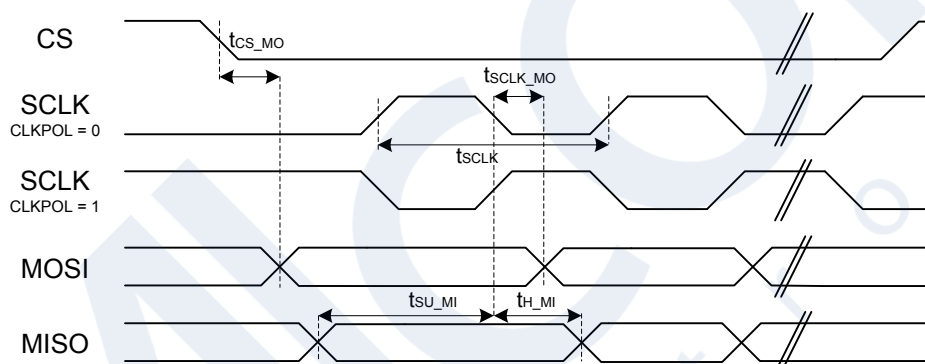 CS
tCS_MO
SCLK
CLKPOL = 0
tSCLK_MO
tSCLK
SCLK
CLKPOL = 1
MOSI
tSU_MI
tH_MI
MISO